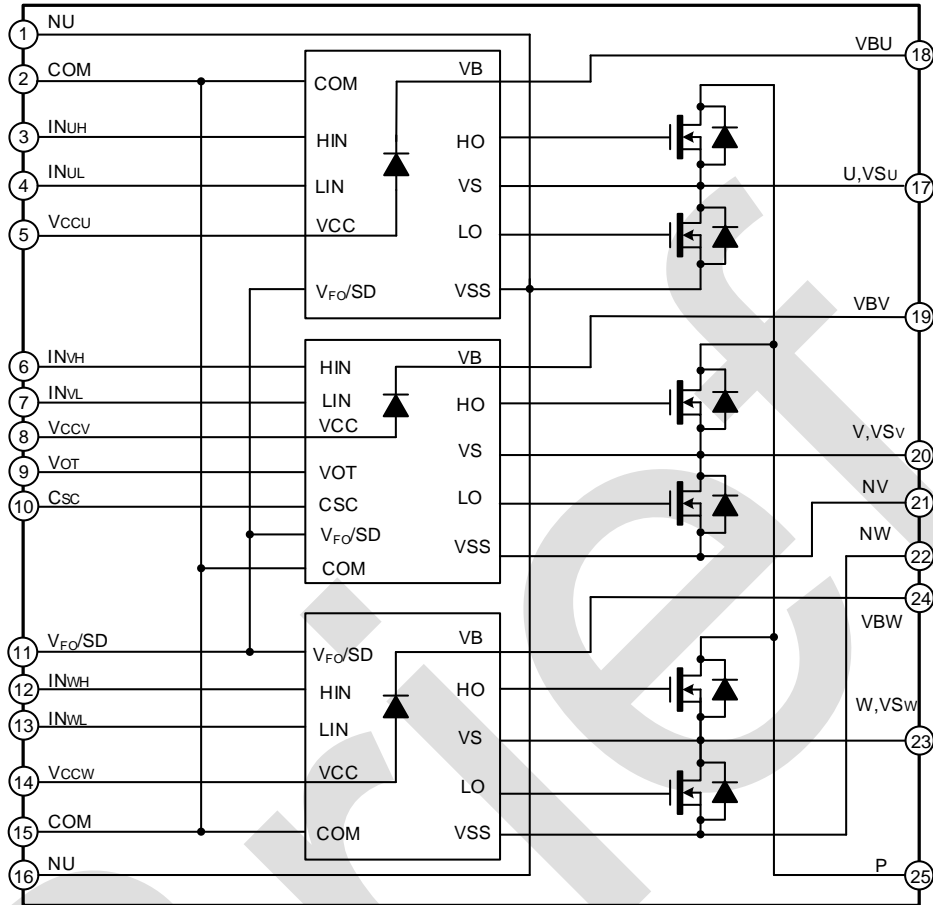 1 NU
2 COM
3 INUH
4 INUL
5 VCCU
6 INVH
7 INVL
8 VCCV
9 VOT
10 CSC
11 VFO/SD
12 INWH
13 INWL
14 VCCW
15 COM
16 NU
COM
HIN
LIN
VCC
VFO/SD
VB
HO
VS
LO
VSS
HIN
LIN
VCC
VOT
CSC
VFO/SD
COM
VB
HO
VS
LO
VSS
VFO/SD
HIN
LIN
VCC
COM
VB
HO
VS
LO
VSS
VBU 18
U,VSU 17
VBV 19
V,VSV 20
NV 21
NW 22
24
VBW
W,VSW
23
P 25